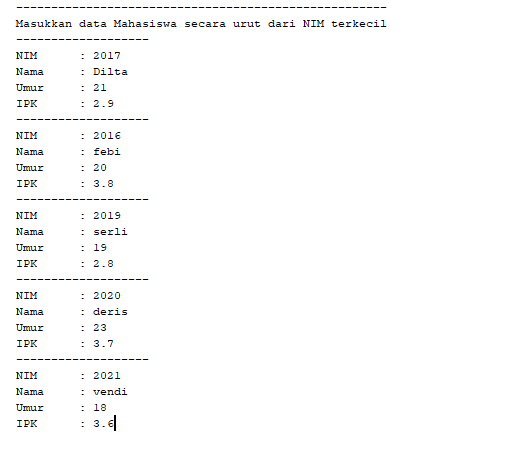 -----------------------------------------------------
Masukkan data Mahasiswa secara urut dari NIM terkecil
-------------------
NIM : 2017
Nama : Dilta
Umur : 21
IPK : 2.9
-------------------
NIM : 2016
Nama : febi
Umur : 20
IPK : 3.8
-------------------
NIM : 2019
Nama : serli
Umur : 19
IPK : 2.8
-------------------
NIM : 2020
Nama : deris
Umur : 23
IPK : 3.7
-------------------
NIM : 2021
Nama : vendi
Umur : 18
IPK : 3.6